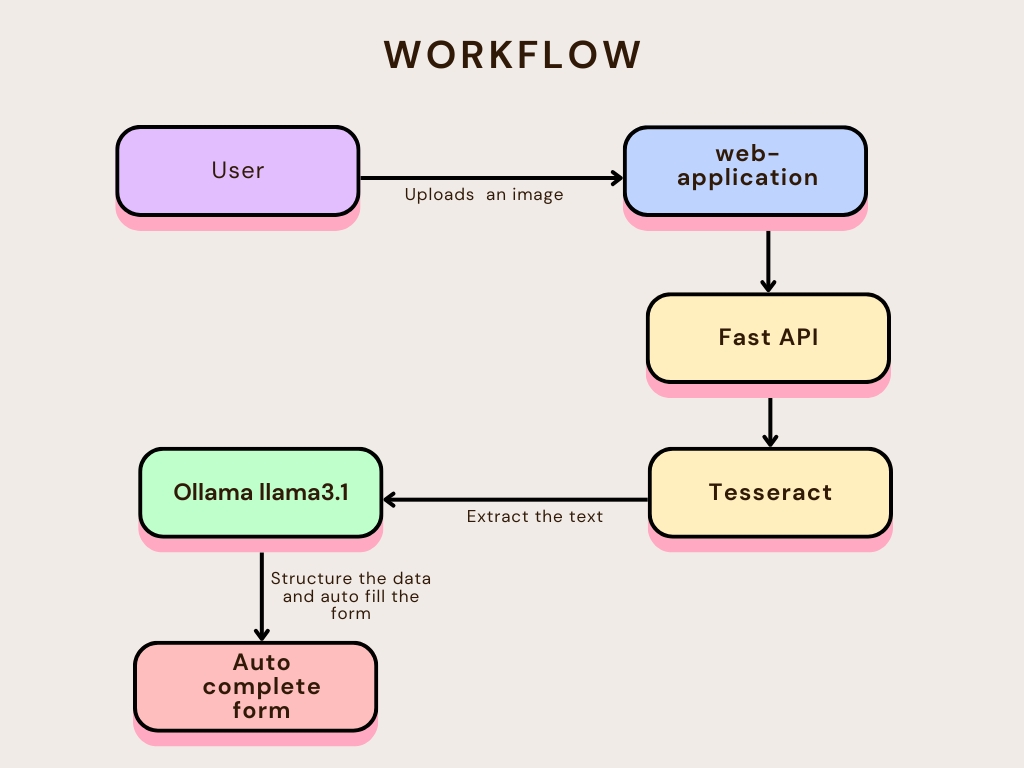 WORKFLOW
User
Uploads an image
web-
application
Fast API
Tesseract
Extract the text
Ollama llama3.1
Structure the data
and auto fill the
form
Auto
complete
form